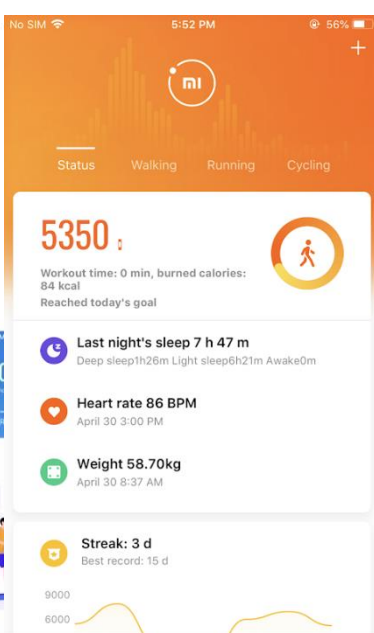 No SIM 5:52 PM 56%
mi
Status Walking Running Cycling
5350
Workout time: 0 min, burned calories:
84 kcal
Reached today's goal
Last night's sleep 7 h 47 m
Deep sleep1h26m Light sleep6h21m Awake0m
Heart rate 86 BPM
April 30 3:00 PM
Weight 58.70kg
April 30 8:37 AM
Streak: 3 d
Best record: 15 d
9000
6000